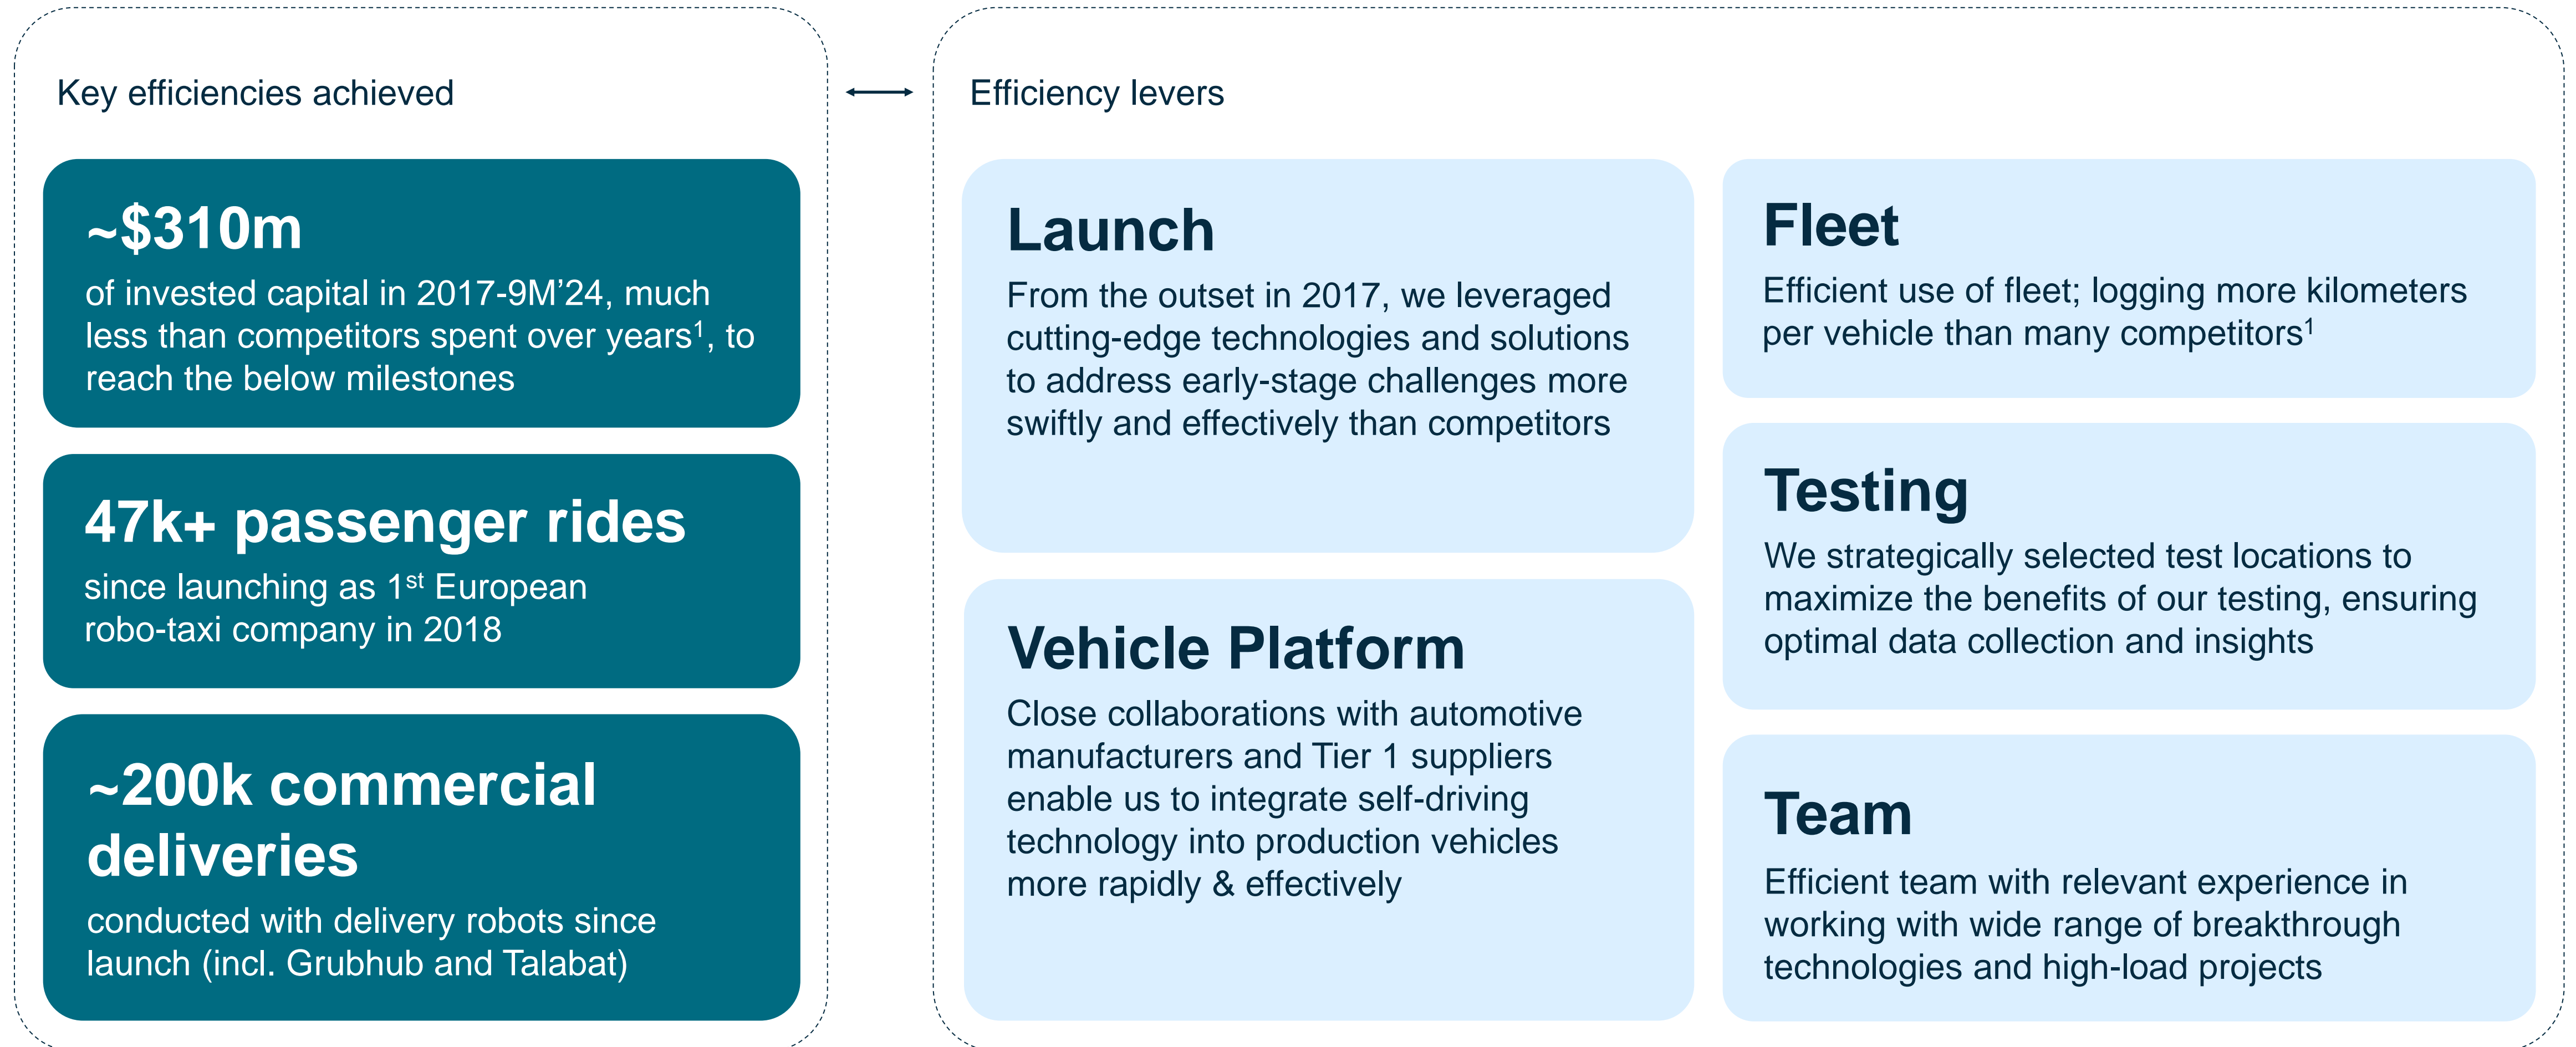 Key efficiencies achieved
~$310m
of invested capital in 2017-9M’24, much
less than competitors spent over years¹, to
reach the below milestones
47k+ passenger rides
since launching as 1st European
robo-taxi company in 2018
~200k commercial
deliveries
conducted with delivery robots since
launch (incl. Grubhub and Talabat)
Efficiency levers
Launch
From the outset in 2017, we leveraged
cutting-edge technologies and solutions
to address early-stage challenges more
swiftly and effectively than competitors
Vehicle Platform
Close collaborations with automotive
manufacturers and Tier 1 suppliers
enable us to integrate self-driving
technology into production vehicles
more rapidly & effectively
Fleet
Efficient use of fleet; logging more kilometers
per vehicle than many competitors¹
Testing
We strategically selected test locations to
maximize the benefits of our testing, ensuring
optimal data collection and insights
Team
Efficient team with relevant experience in
working with wide range of breakthrough
technologies and high-load projects